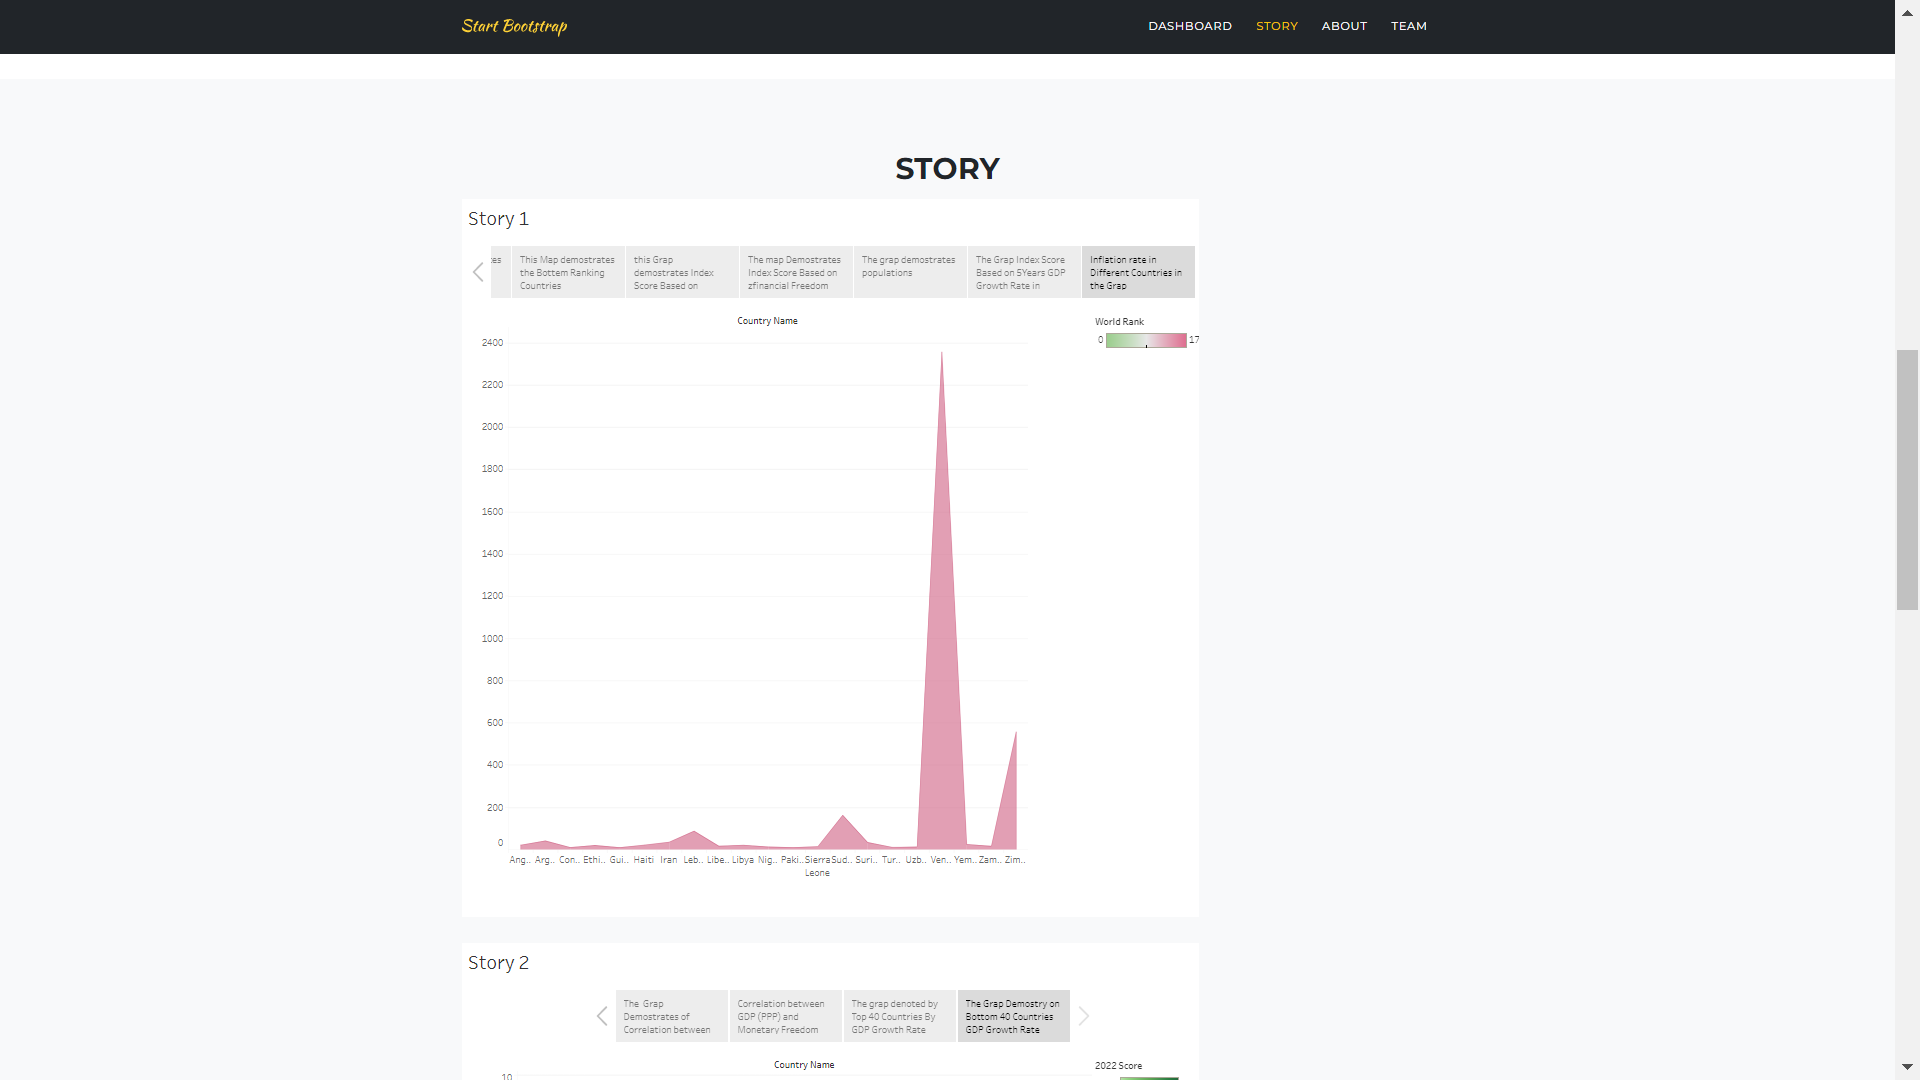 Start Bootstrap
DASHBOARD STORY ABOUT TEAM
STORY
Story 1
This Map demostrates
the Bottem Ranking
Countries
this Grap
demostrates Index
Score Based on
The map Demostrates
Index Score Based on
zfinancial Freedom
The grap demostrates
populations
The Grap Index Score
Based on 5Years GDP
Growth Rate in
Inflation rate in
Different Countries in
the Grap
Country Name
World Rank
0 17
2400
2200
2000
1800
1600
1400
1200
1000
800
600
400
200
0
Ang.. Arg.. Con.. Ethi.. Gui.. Haiti Iran Leb.. Libe.. Libya Nig.. Paki.. Sierra Sud.. Suri.. Tur.. Uzb.. Ven.. Yem.. Zam.. Zim..
Leone
Story 2
The Grap
Demostrates of
Correlation between
Correlation between
GDP (PPP) and
Monetary Freedom
The grap denoted by
Top 40 Countries By
GDP Growth Rate
The Grap Demostry on
Bottom 40 Countries
GDP Growth Rate
Country Name
2022 Score
10